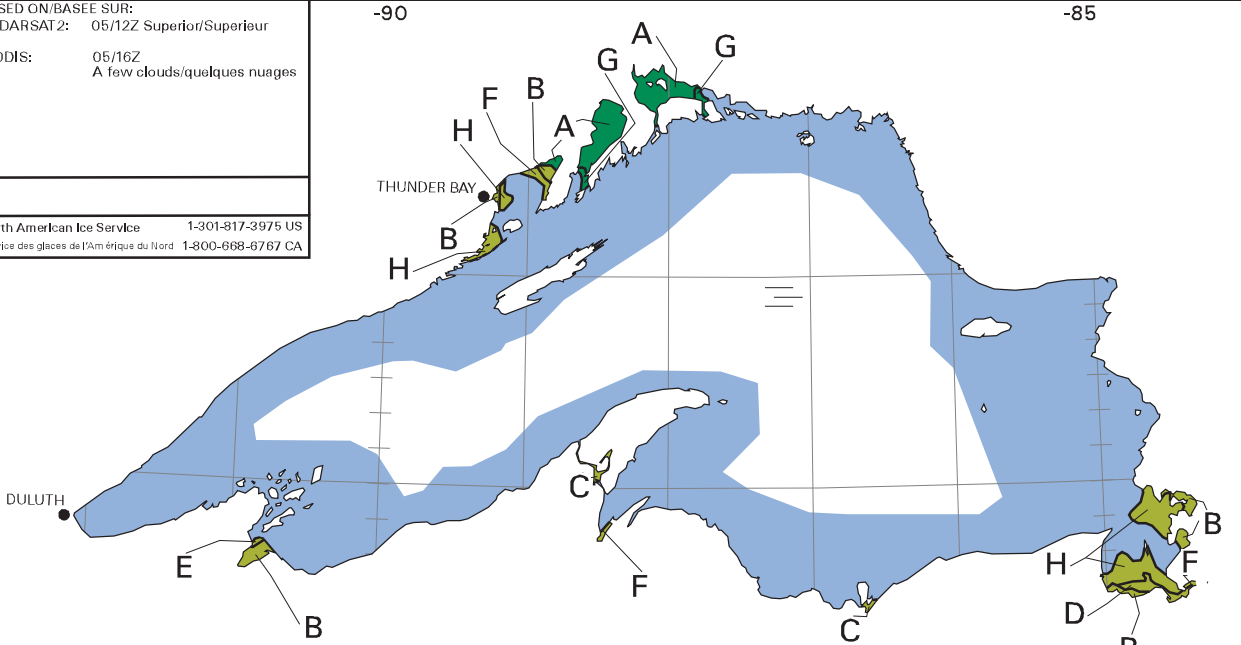 SED ON/BASEE SUR:
DARSAT2: 05/12Z Superior/Superieur
ODIS: 05/16Z
A few clouds/quelques nuages
rth American Ice Service 1-301-817-3975 US
ice des glaces de l'Amérique du Nord 1-800-668-6767 CA
-90
-85
A
G
G
B
F
A
H
THUNDER BAY
B
H
C
DULUTH
B
E
H
F
F
D
B
C